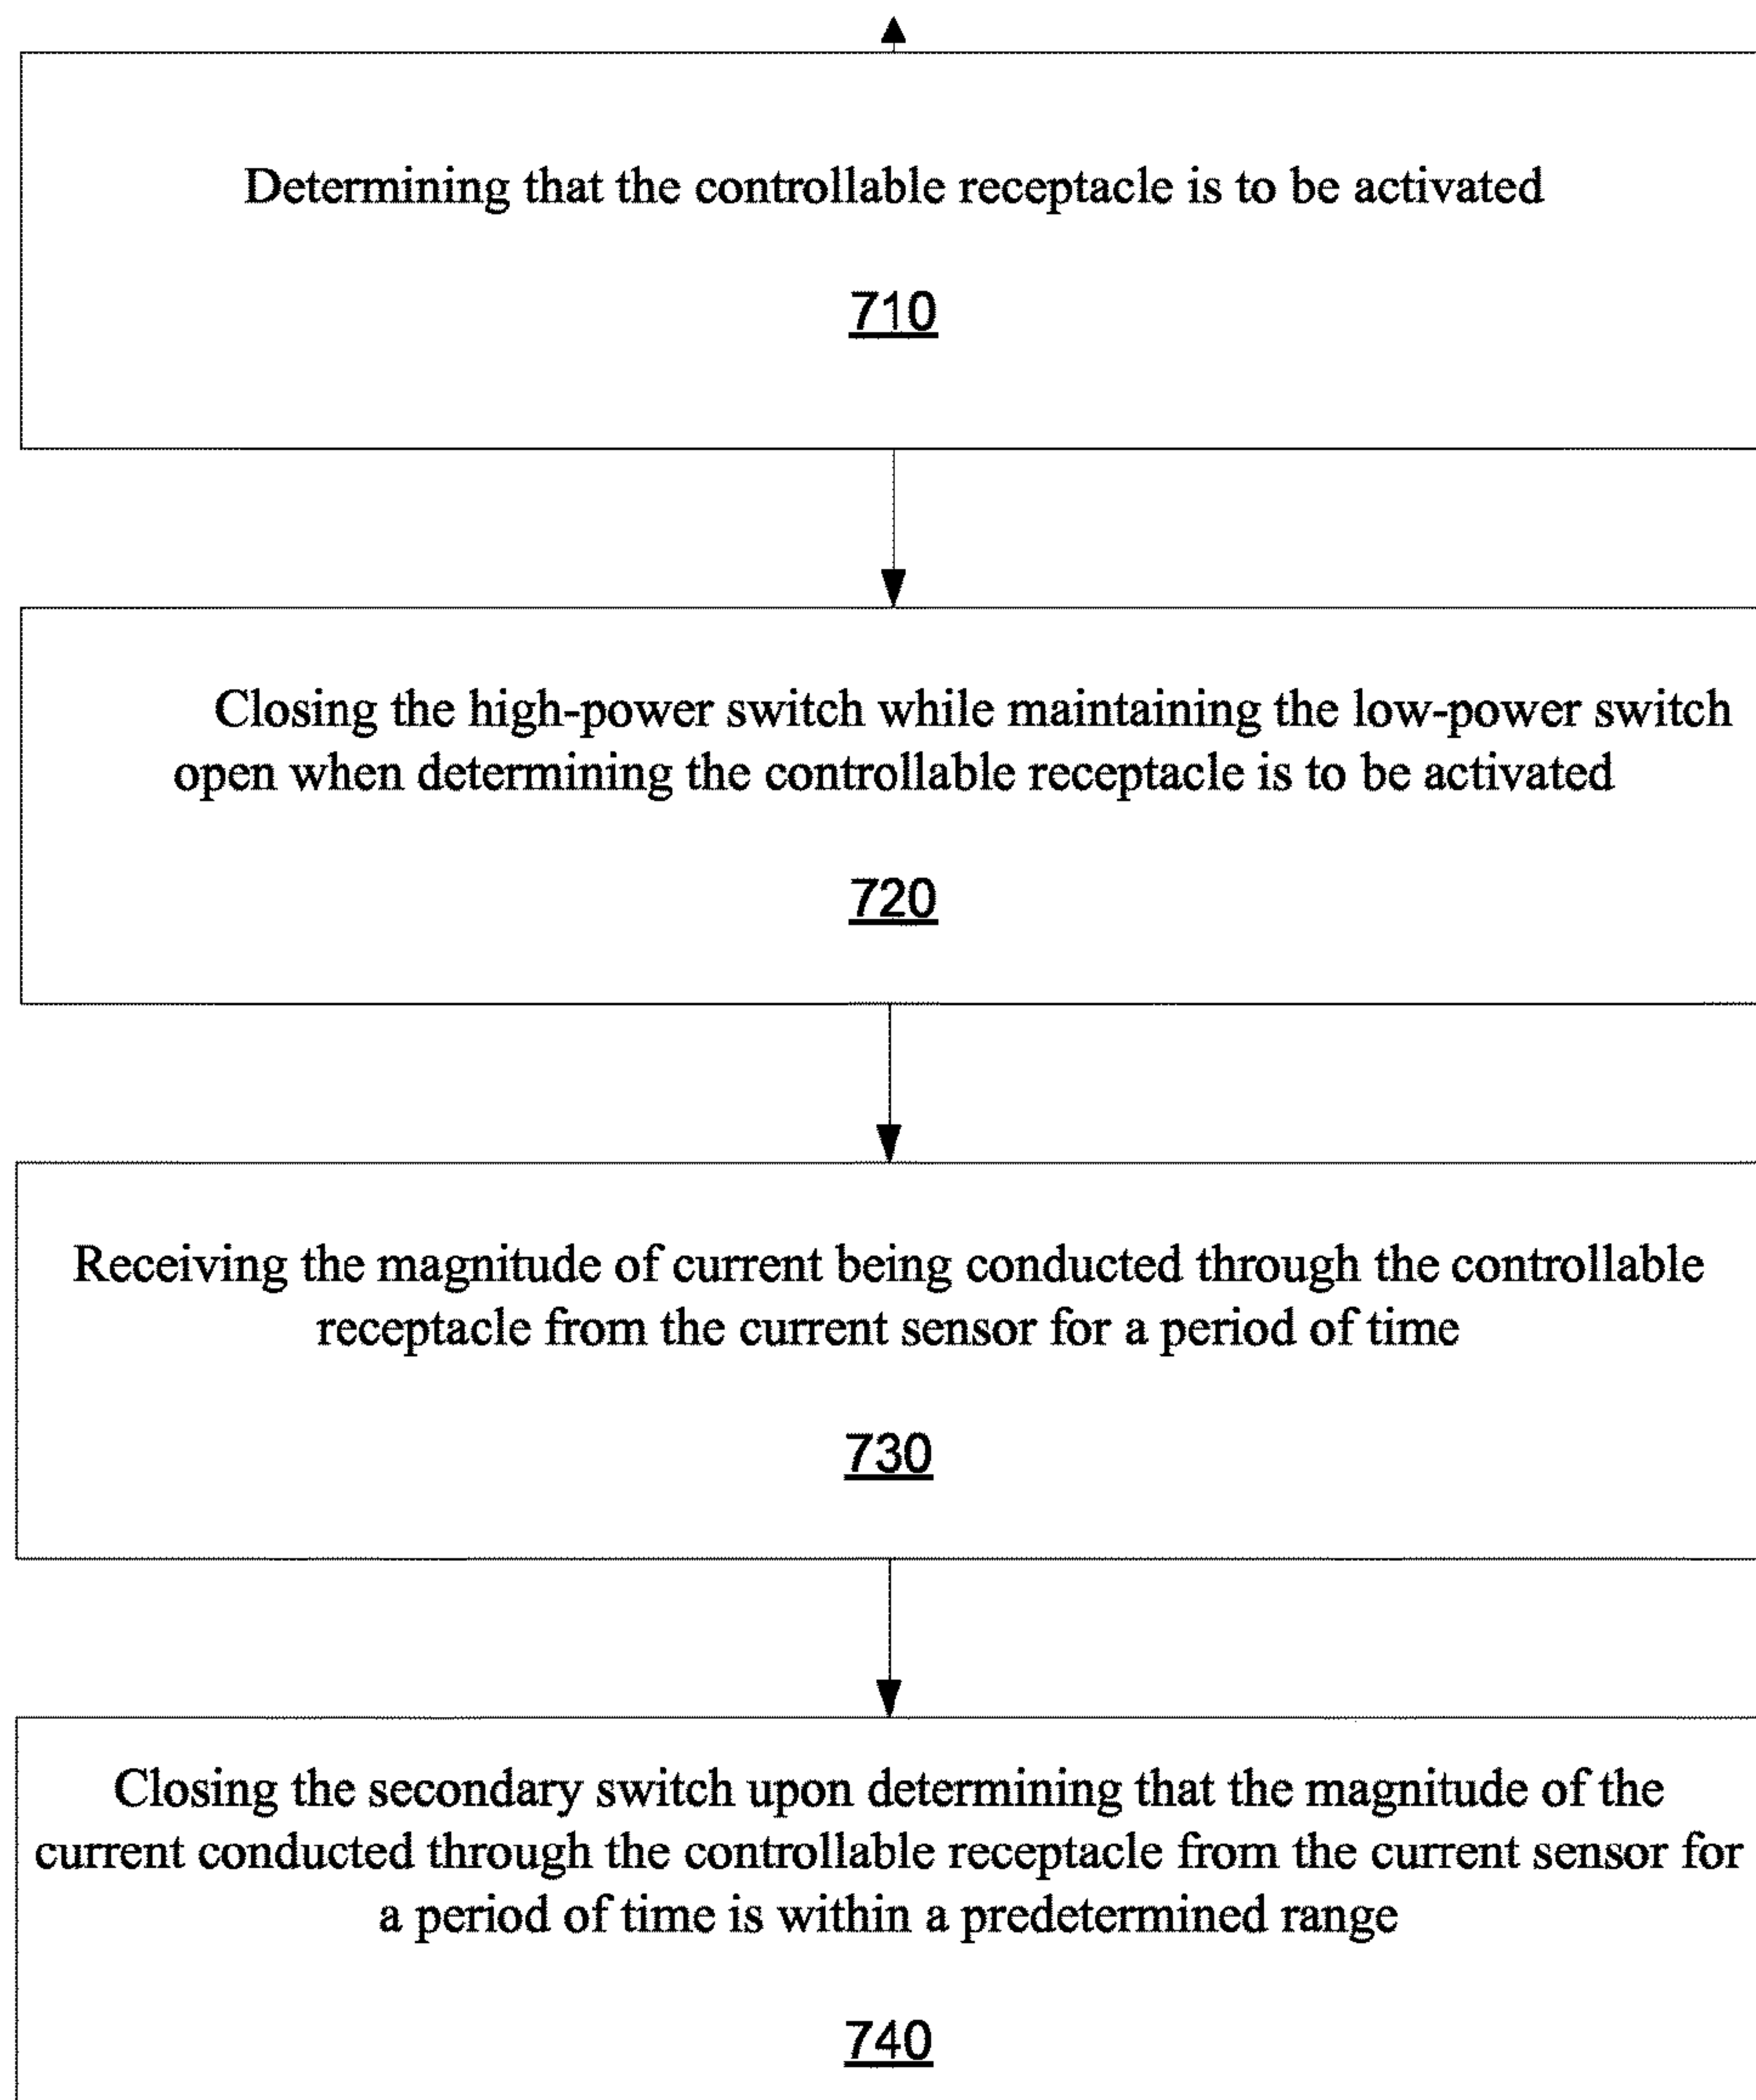 Determining that the controllable receptacle is to be activated
710
Closing the high-power switch while maintaining the low-power switch
open when determining the controllable receptacle is to be activated
720
Receiving the magnitude of current being conducted through the controllable
receptacle from the current sensor for a period of time
730
Closing the secondary switch upon determining that the magnitude of the
current conducted through the controllable receptacle from the current sensor for
a period of time is within a predetermined range
740